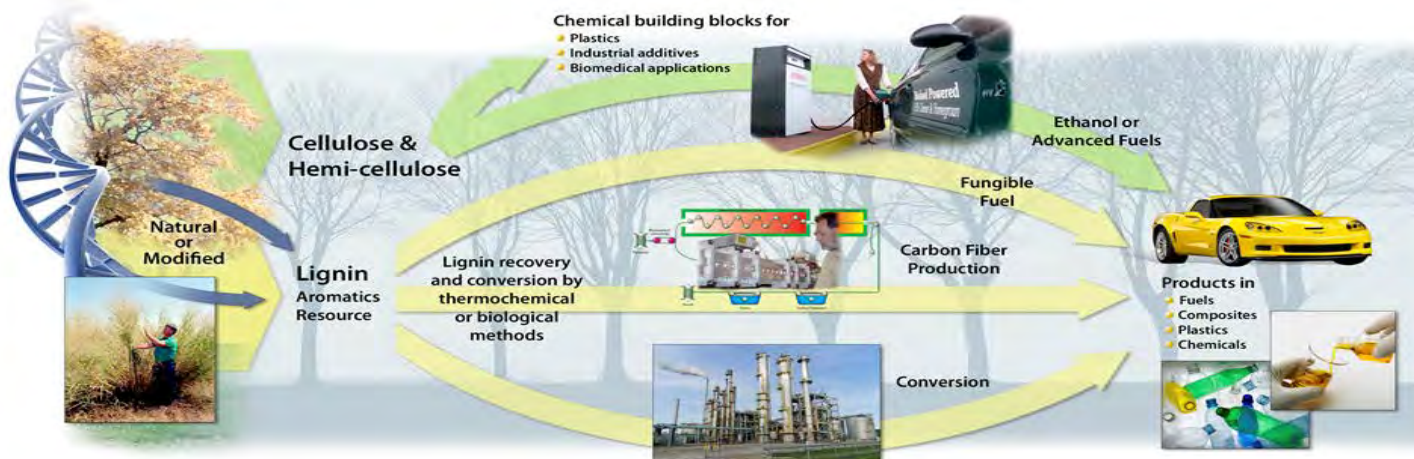 Chemical building blocks for
Plastics
Industrial additives
Biomedical applications
Cellulose &
Hemi-cellulose
Ethanol or
Advanced Fuels
Fungible
Fuel
Natural
or
Modified
Lignin
Aromatics
Resource
Lignin recovery
and conversion by
thermochemical
or biological
methods
Carbon Fiber
Production
Conversion
Products in
Fuels
Composites
Plastics
Chemicals